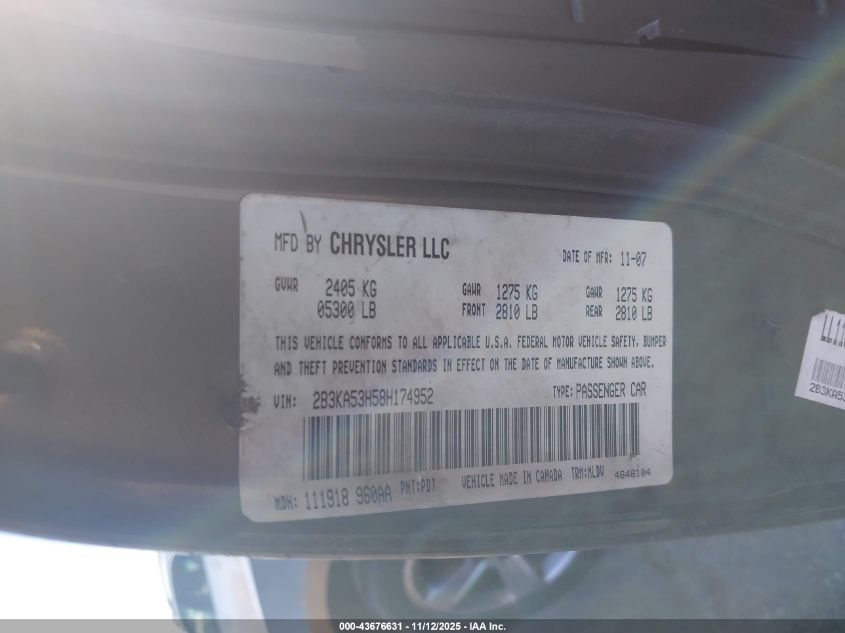 MFD BY CHRYSLER LLC
DATE OF MFR: 11-07
GVWR 2405 KG
05300 LB
GAWR 1275 KG
FRONT 2810 LB
GAWR 1275 KG
REAR 2810 LB
THIS VEHICLE CONFORMS TO ALL APPLICABLE U.S.A. FEDERAL MOTOR VEHICLE SAFETY, BUMPER
AND THEFT PREVENTION STANDARDS IN EFFECT ON THE DATE OF MANUFACTURE SHOWN ABOVE.
VIN: 2B3KA53H58H174952
TYPE: PASSENGER CAR
MDH: 111918 960AA
PNT:PDT
VEHICLE MADE IN CANADA
TRM:MLDV
4648104
000-43676631 - 11/12/2025 - IAA Inc.